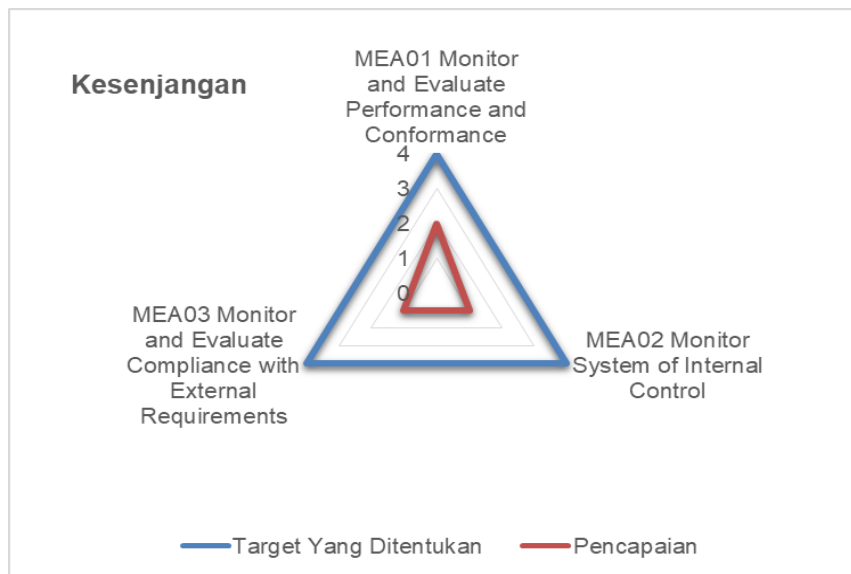 Kesenjangan
MEA01 Monitor
and Evaluate
Performance and
Conformance
4
3
2
1
0
MEA03 Monitor
and Evaluate
Compliance with
External
Requirements
MEA02 Monitor
System of Internal
Control
Target Yang Ditentukan
Pencapaian